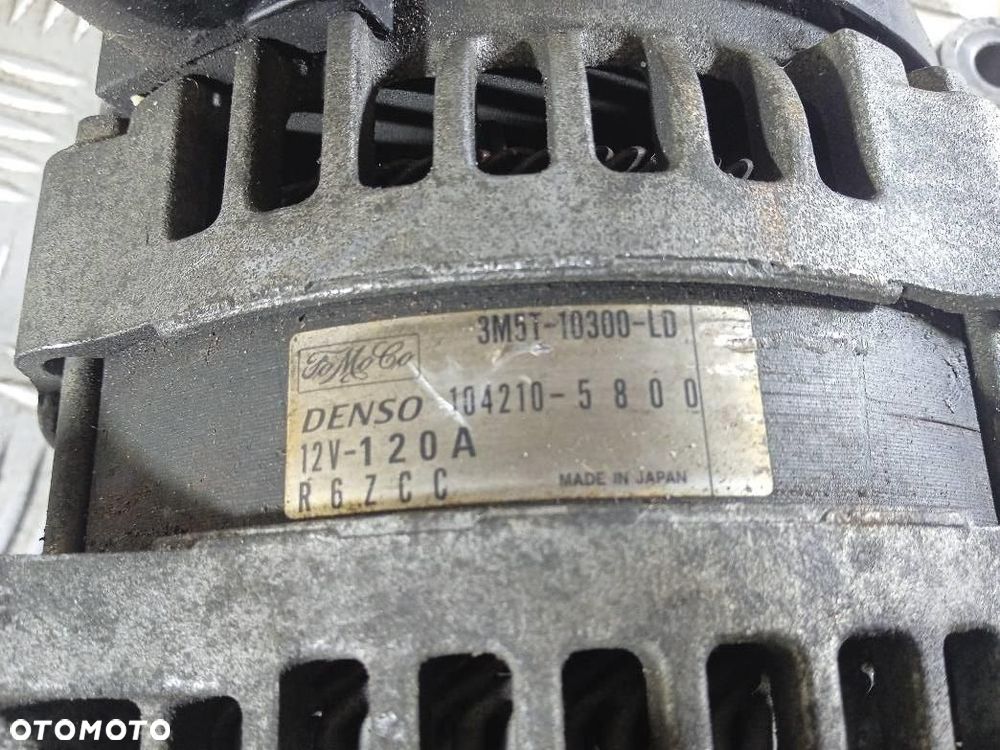 3M5T-10300-LD
FoMoCo
DENSO 104210-5800
12V-120A
R6ZCC MADE IN JAPAN
OTOMOTO